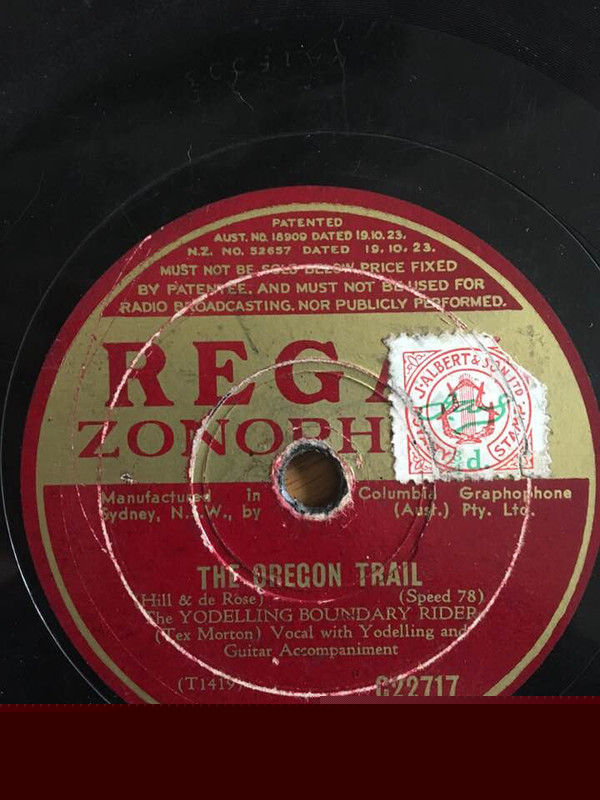 PATENTED
AUST. NO. 18909 DATED 19.10.23.
N.Z. NO. 52657 DATED 19.10.23.
MUST NOT BE SOLD BELOW PRICE FIXED
BY PATENTEE, AND MUST NOT BE USED FOR
RADIO BROADCASTING, NOR PUBLICLY PERFORMED.
REGA
ZONOPH
J. ALBERT & SON LTD
STAMP
d.
Manufactured in Columbia Graphophone
Sydney, N.S.W., by (Aust.) Pty. Ltd.
THE OREGON TRAIL
(Hill & de Rose) (Speed 78)
The YODELLING BOUNDARY RIDER
(Tex Morton) Vocal with Yodelling and
Guitar Accompaniment
(T1419) G22717